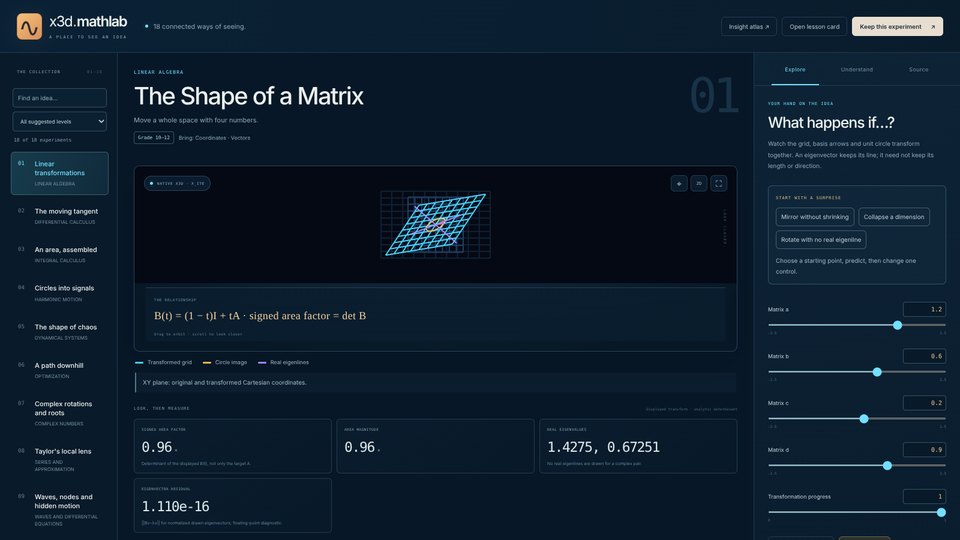 x3d.mathlab
A PLACE TO SEE AN IDEA
18 connected ways of seeing.
Insight atlas ↗
Open lesson card
Keep this experiment ↗
THE COLLECTION
01—18
Find an idea...
All suggested levels
18 of 18 experiments
01
Linear
transformations
LINEAR ALGEBRA
02
The moving tangent
DIFFERENTIAL CALCULUS
03
An area, assembled
INTEGRAL CALCULUS
04
Circles into signals
HARMONIC MOTION
05
The shape of chaos
DYNAMICAL SYSTEMS
06
A path downhill
OPTIMIZATION
07
Complex rotations
and roots
COMPLEX NUMBERS
08
Taylor's local lens
SERIES AND
APPROXIMATION
09
Waves, nodes and
hidden motion
WAVES AND DIFFERENTIAL
EQUATIONS
LINEAR ALGEBRA
The Shape of a Matrix
01
Move a whole space with four numbers.
Grade 10–12
Bring: Coordinates · Vectors
NATIVE X3D · X_ITE
2D
THE RELATIONSHIP
B(t) = (1 − t)I + tA · signed area factor = det B
Drag to orbit · scroll to look closer
Transformed grid
Circle image
Real eigenlines
XY plane: original and transformed Cartesian coordinates.
LOOK, THEN MEASURE
SIGNED AREA FACTOR
0.96
Determinant of the displayed B(t), not only the target A.
AREA MAGNITUDE
0.96
REAL EIGENVALUES
1.4275, 0.67251
No real eigenlines are drawn for a complex pair.
EIGENVECTOR RESIDUAL
1.110e-16
Explore
Understand
Source
YOUR HAND ON THE IDEA
What happens if…?
Watch the grid, basis arrows and unit circle transform
together. An eigenvector keeps its line; it need not keep its
length or direction.
START WITH A SURPRISE
Mirror without shrinking
Collapse a dimension
Rotate with no real eigenline
Choose a starting point, predict, then change one
control.
Matrix a
1.2
Matrix b
0.6
Matrix c
0.2
Matrix d
0.9
Transformation progress
1